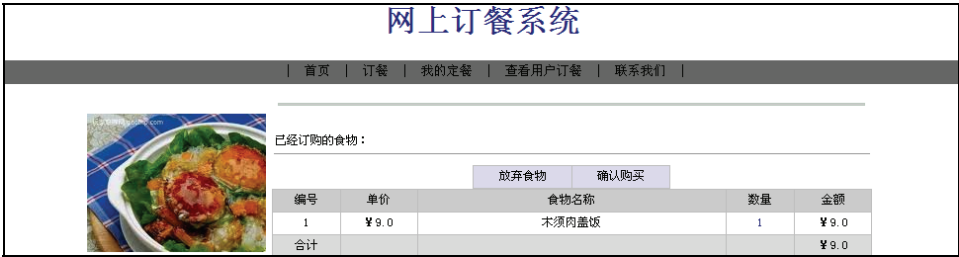 网上订餐系统
| 首页 | 订餐 | 我的定餐 | 查看用户订餐 | 联系我们 |
已经订购的食物：
放弃食物 确认购买
编号 单价 食物名称 数量 金额
1 ¥9.0 木须肉盖饭 1 ¥9.0
合计 ¥9.0